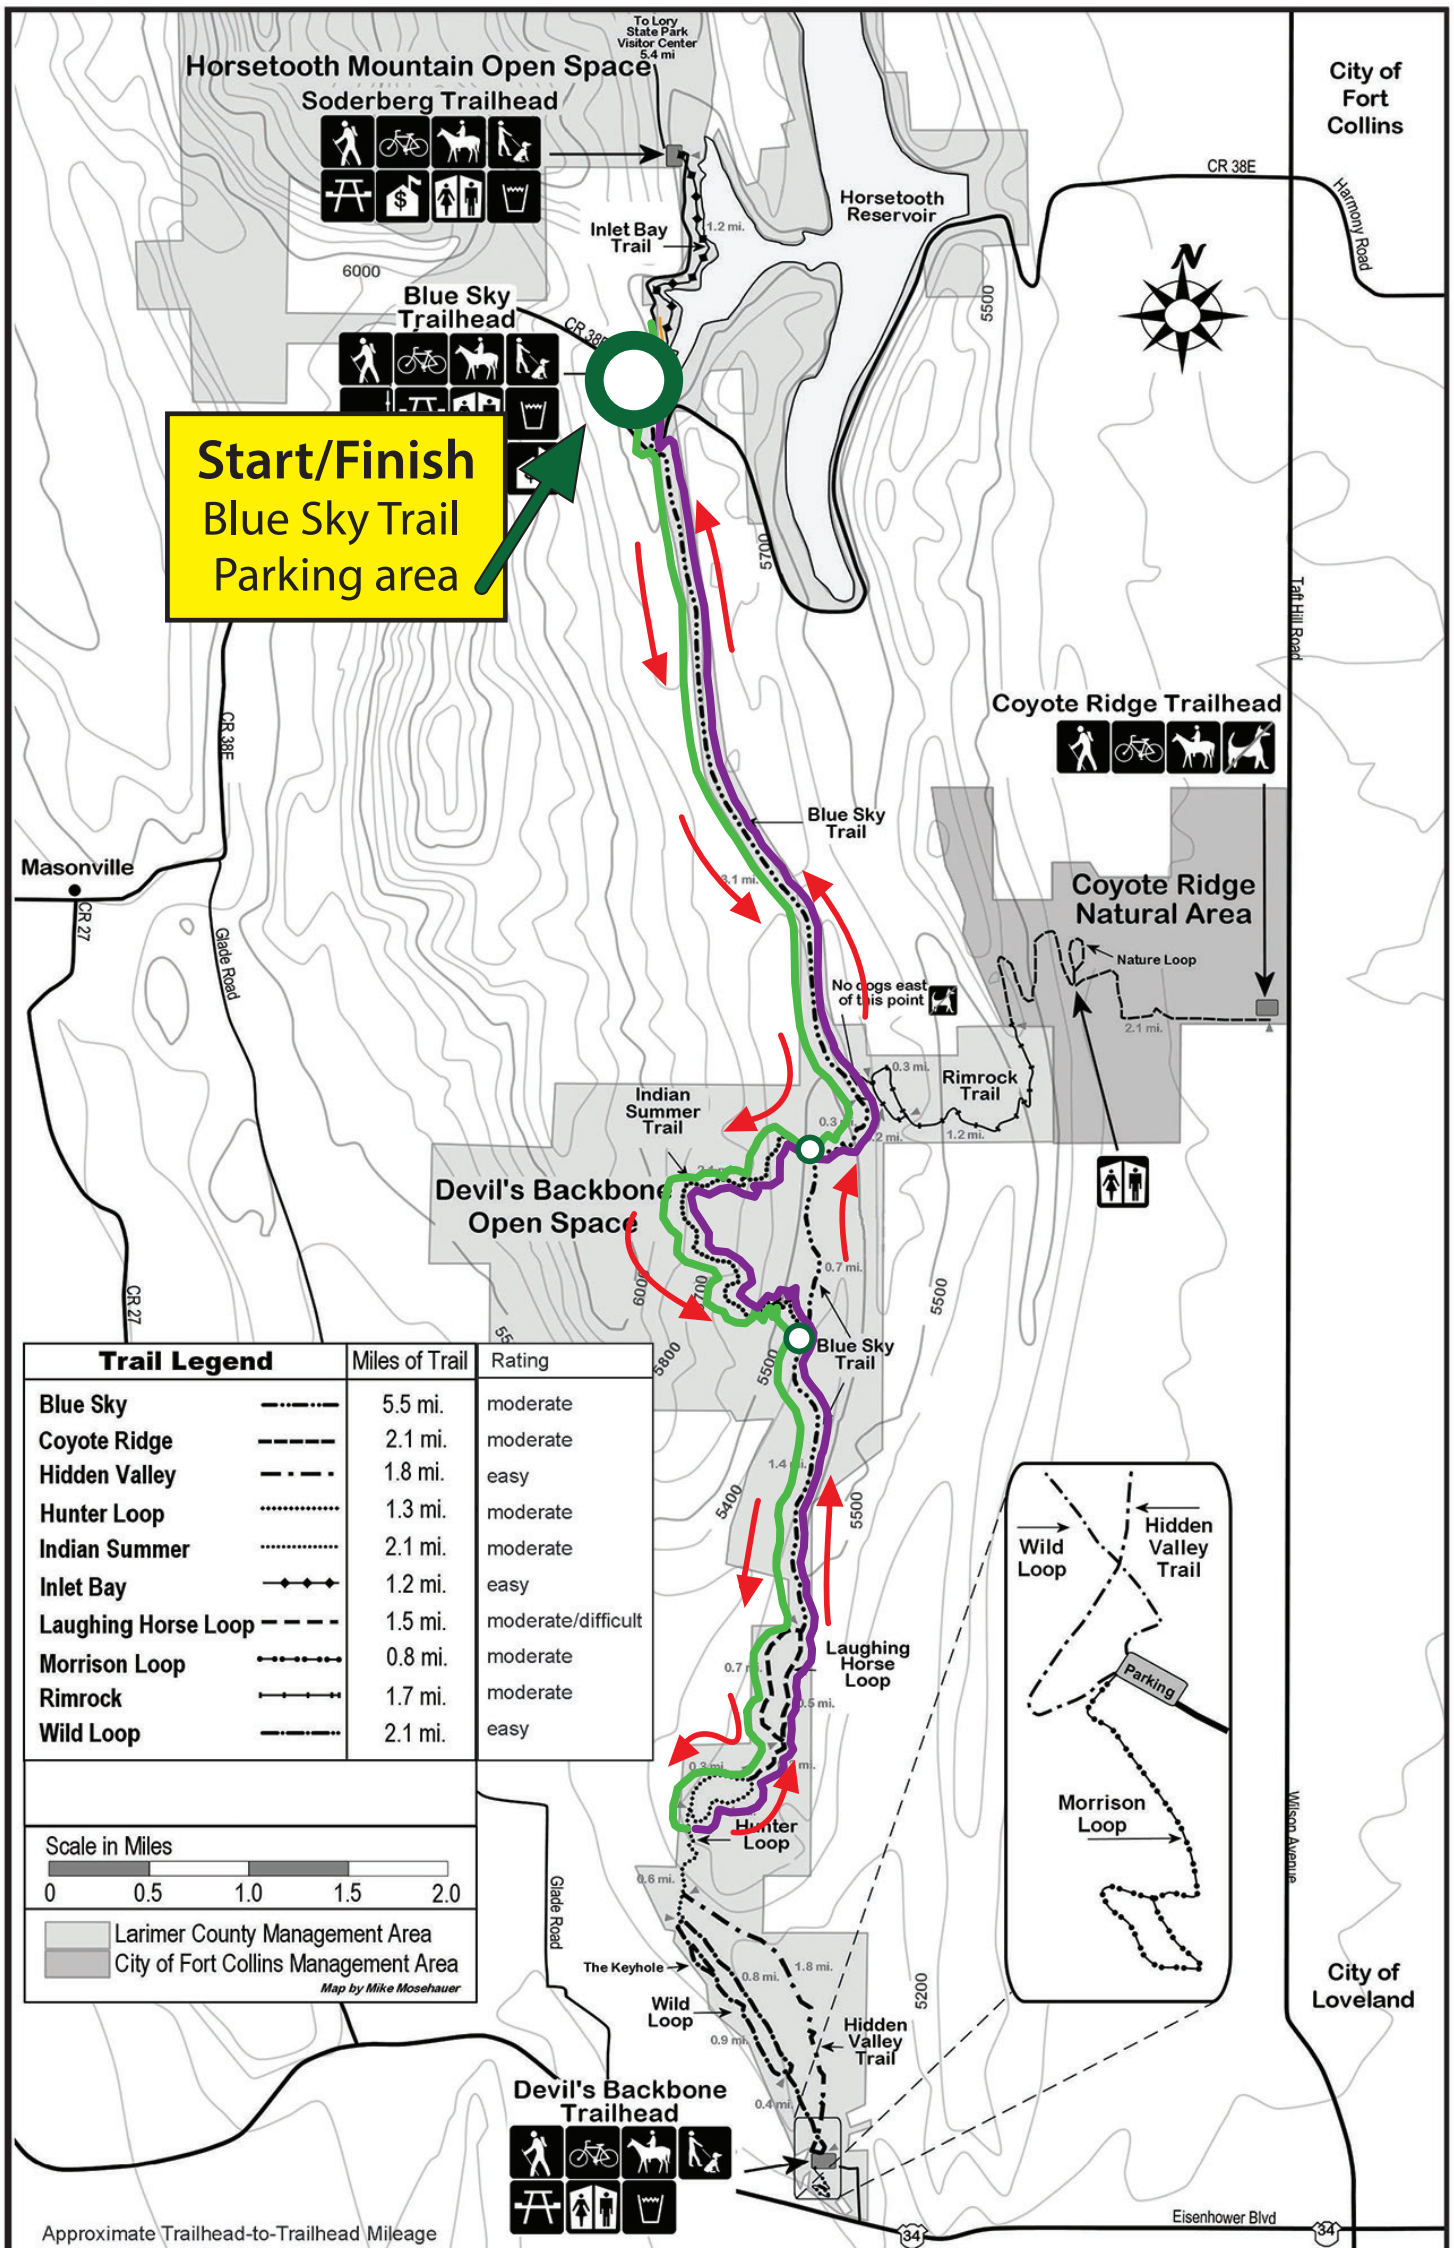 To Lory
State Park
Visitor Center
5.4 mi
Horsetooth Mountain Open Space
Soderberg Trailhead
$
City of
Fort
Collins
CR 38E
Harmony Road
Horsetooth
Reservoir
Inlet Bay
Trail
1.2 mi.
6000
5500
N
Blue Sky
Trailhead
Start/Finish
Blue Sky Trail
Parking area
5700
Taft Hill Road
CR 38E
Coyote Ridge Trailhead
Blue Sky
Trail
3.1 mi.
Masonville
CR 27
Glade Road
Coyote Ridge
Natural Area
Nature Loop
No dogs east
of this point
2.1 mi.
0.3 mi.
Rimrock
Trail
1.2 mi.
Indian
Summer
Trail
0.3
.2 mi.
Devil's Backbone
Open Space
0.7 mi.
6000
5500
CR 27
Blue Sky
Trail
5800
5500
Trail Legend Miles of Trail Rating
Blue Sky 5.5 mi. moderate
Coyote Ridge 2.1 mi. moderate
Hidden Valley 1.8 mi. easy
Hunter Loop 1.3 mi. moderate
Indian Summer 2.1 mi. moderate
Inlet Bay 1.2 mi. easy
Laughing Horse Loop 1.5 mi. moderate/difficult
Morrison Loop 0.8 mi. moderate
Rimrock 1.7 mi. moderate
Wild Loop 2.1 mi. easy
1.4
5400
5500
Wild
Loop
Hidden
Valley
Trail
Parking
Morrison
Loop
Laughing
Horse
Loop
0.7
0.5 mi.
0.3 mi.
mi.
Hunter
Loop
Scale in Miles
0 0.5 1.0 1.5 2.0
Larimer County Management Area
City of Fort Collins Management Area
Map by Mike Mosehauer
Glade Road
Wilson Avenue
0.6 mi.
The Keyhole
0.8 mi.
1.8 mi.
Wild
Loop
0.9 mi.
5200
Hidden
Valley
Trail
City of
Loveland
0.4 mi.
Devil's Backbone
Trailhead
Eisenhower Blvd
34
34
Approximate Trailhead-to-Trailhead Mileage